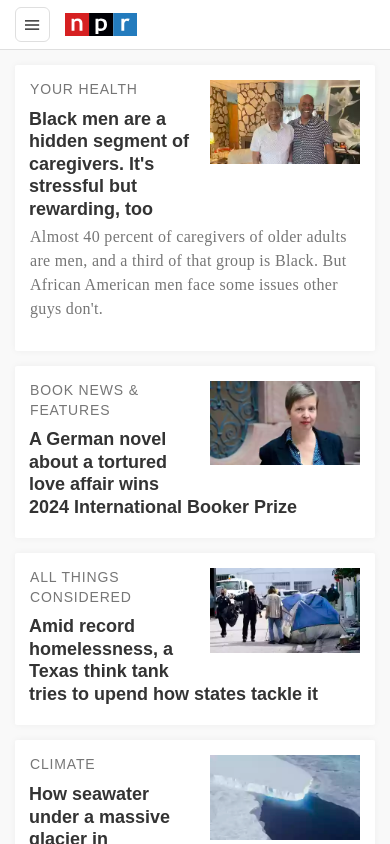 npr
YOUR HEALTH
Black men are a
hidden segment of
caregivers. It's
stressful but
rewarding, too
Almost 40 percent of caregivers of older adults
are men, and a third of that group is Black. But
African American men face some issues other
guys don't.
BOOK NEWS &
FEATURES
A German novel
about a tortured
love affair wins
2024 International Booker Prize
ALL THINGS
CONSIDERED
Amid record
homelessness, a
Texas think tank
tries to upend how states tackle it
CLIMATE
How seawater
under a massive
glacier in